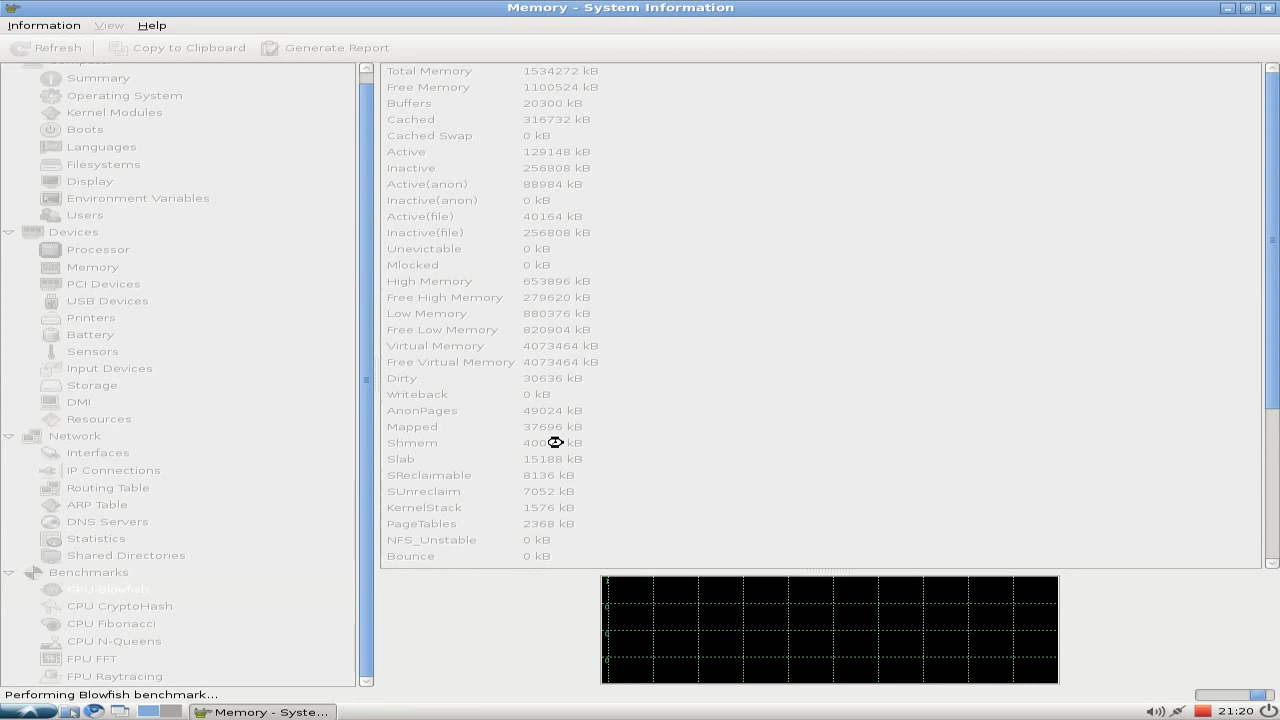 Memory - System Information
Information View Help
Refresh Copy to Clipboard Generate Report
Summary
Operating System
Kernel Modules
Boots
Languages
Filesystems
Display
Environment Variables
Users
Devices
Processor
Memory
PCI Devices
USB Devices
Printers
Battery
Sensors
Input Devices
Storage
DMI
Resources
Network
Interfaces
IP Connections
Routing Table
ARP Table
DNS Servers
Statistics
Shared Directories
Benchmarks
CPU Blowfish
CPU CryptoHash
CPU Fibonacci
CPU N-Queens
FPU FFT
FPU Raytracing
Total Memory 1534272 kB
Free Memory 1100524 kB
Buffers 20300 kB
Cached 316732 kB
Cached Swap 0 kB
Active 129148 kB
Inactive 256808 kB
Active(anon) 88984 kB
Inactive(anon) 0 kB
Active(file) 40164 kB
Inactive(file) 256808 kB
Unevictable 0 kB
Mlocked 0 kB
High Memory 653896 kB
Free High Memory 279620 kB
Low Memory 880376 kB
Free Low Memory 820904 kB
Virtual Memory 4073464 kB
Free Virtual Memory 4073464 kB
Dirty 30636 kB
Writeback 0 kB
AnonPages 49024 kB
Mapped 37696 kB
Shmem kB
Slab 15188 kB
SReclaimable 8136 kB
SUnreclaim 7052 kB
KernelStack 1576 kB
PageTables 2368 kB
NFS_Unstable 0 kB
Bounce 0 kB
1
0
0
0
Performing Blowfish benchmark...
Memory - Syste...
21:20